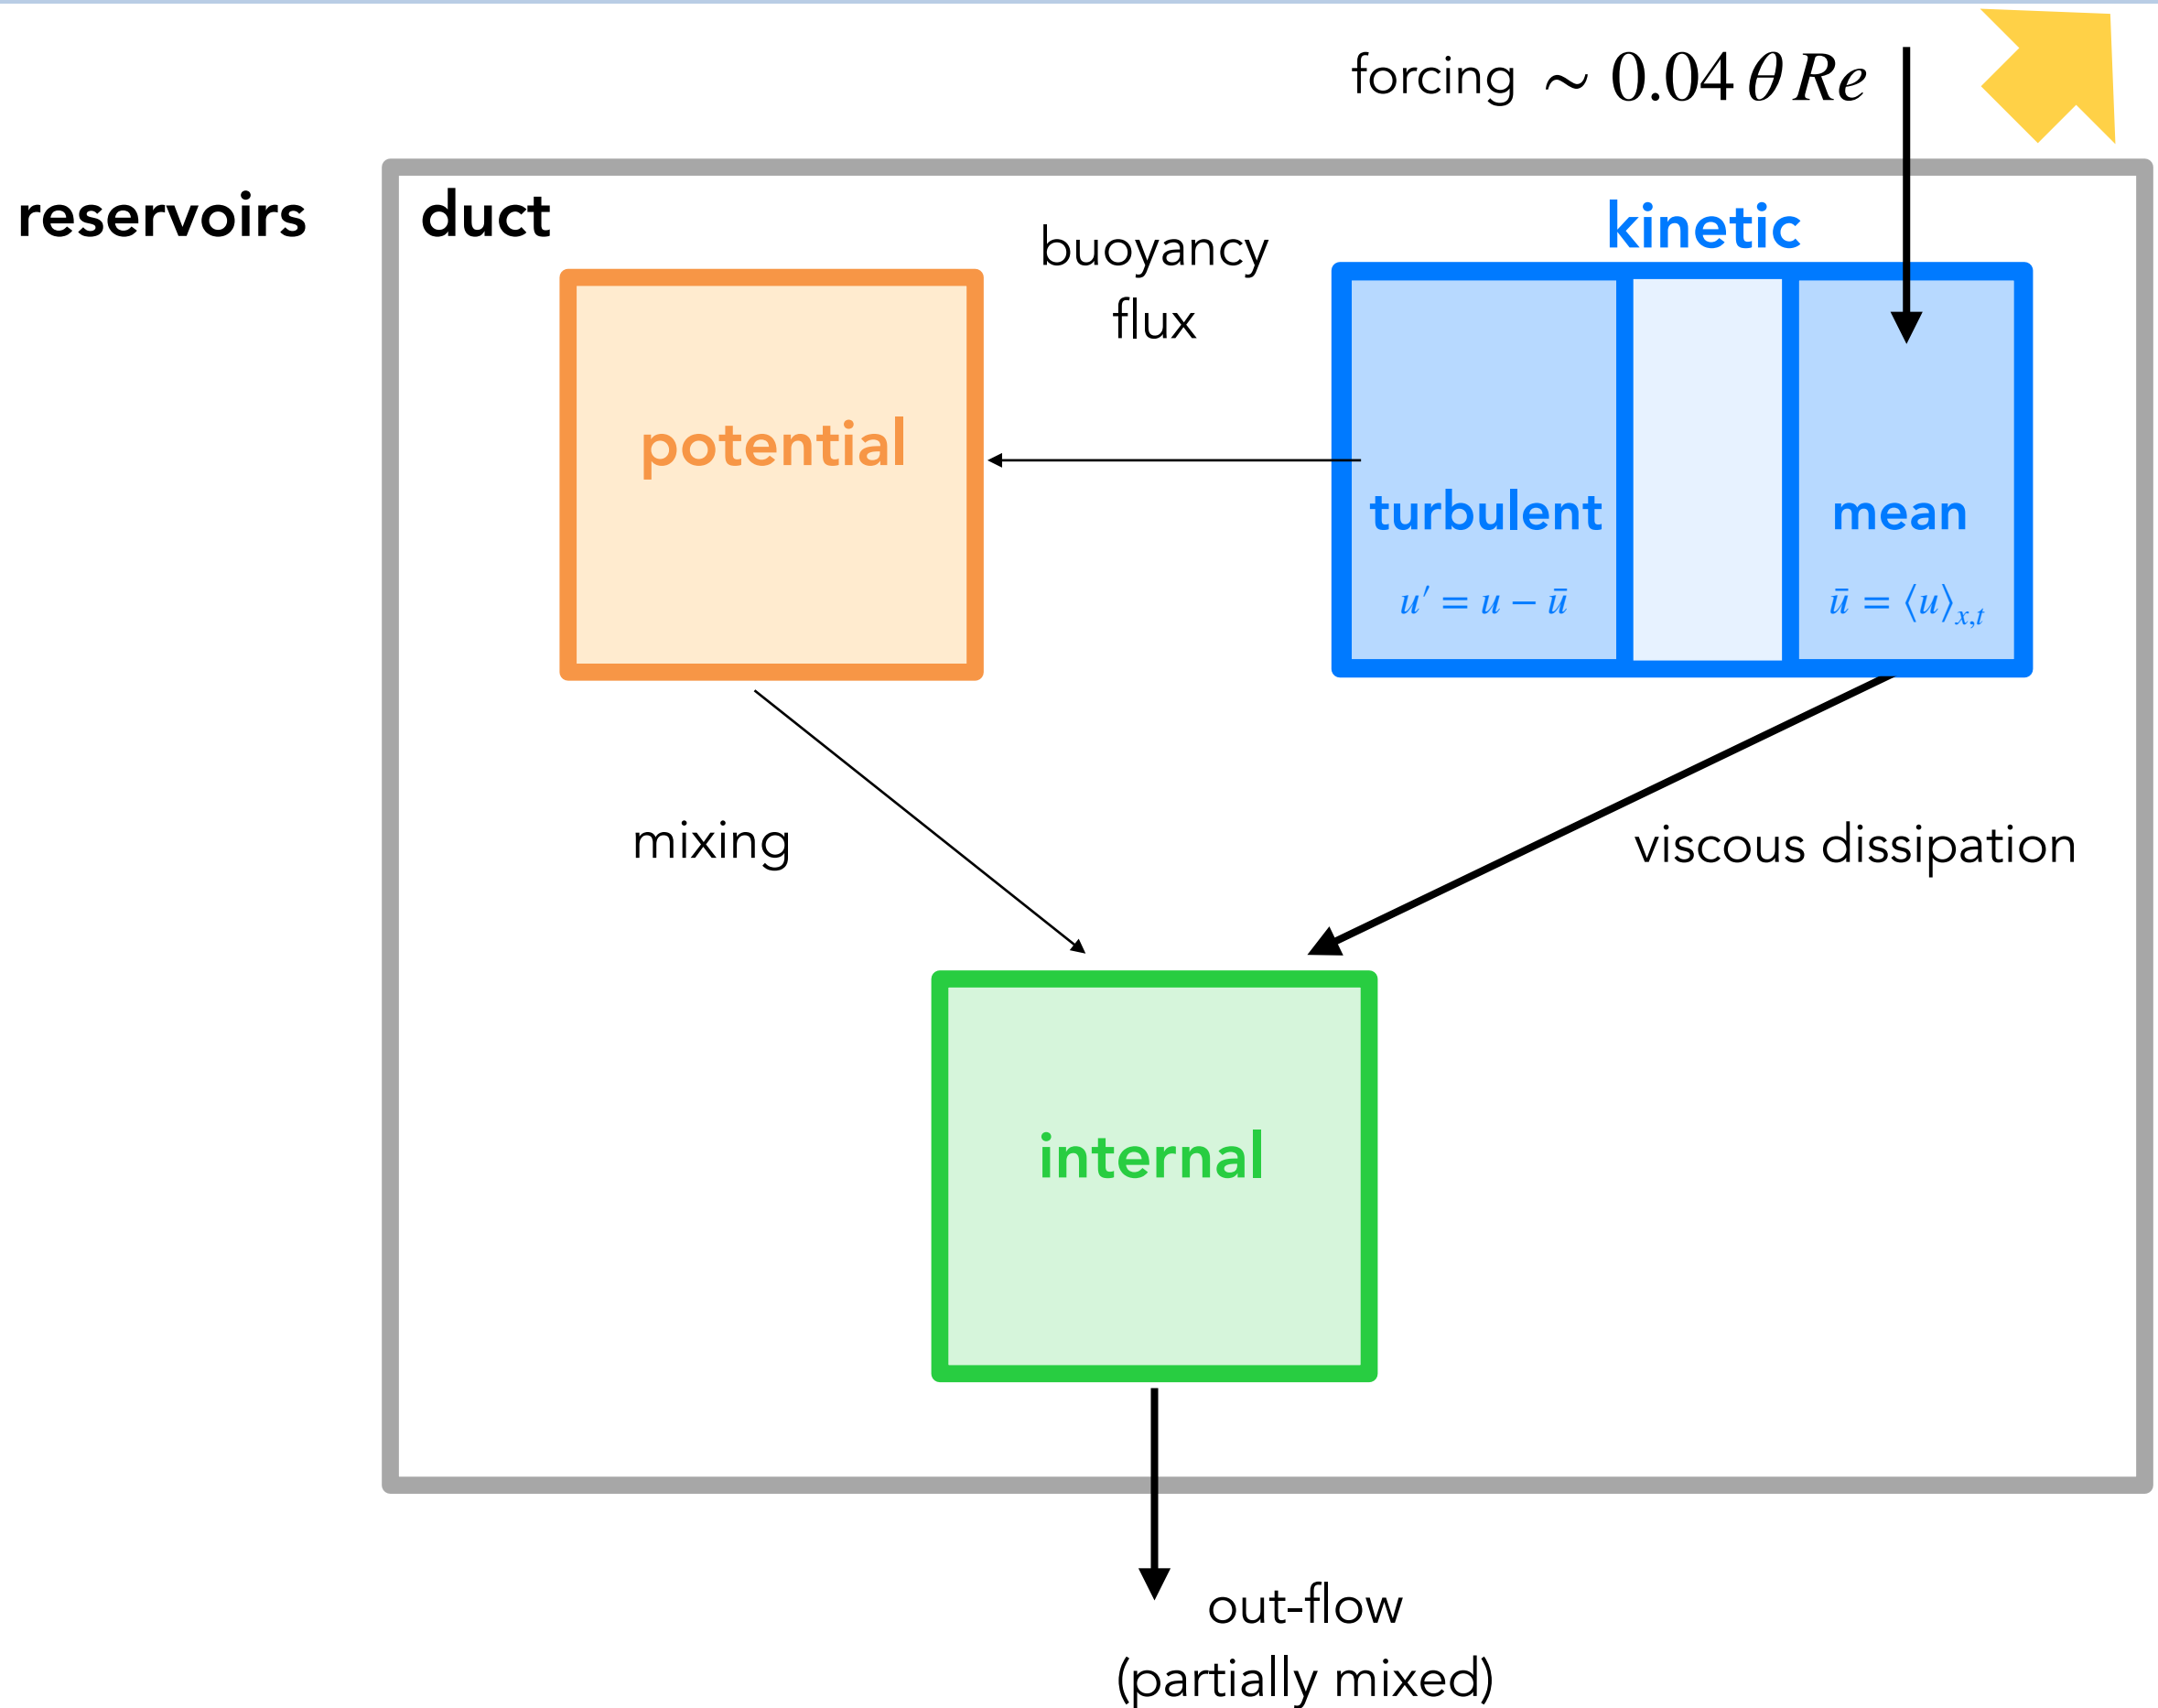 forcing ~ 0.04 θ Re
reservoirs
duct
kinetic
buoyancy
flux
potential
turbulent
mean
u′ = u − ū
ū = ⟨u⟩x,t
mixing
viscous dissipation
internal
out-flow
(partially mixed)